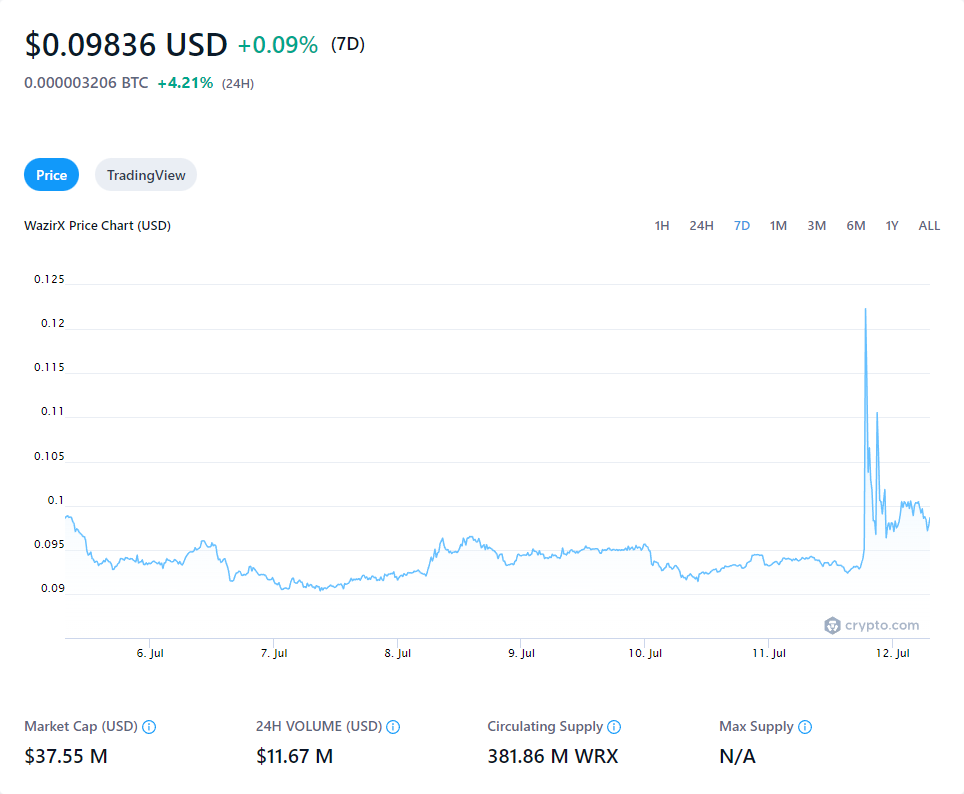 $0.09836 USD +0.09% (7D)
0.000003206 BTC +4.21% (24H)
Price TradingView
WazirX Price Chart (USD) 1H 24H 7D 1M 3M 6M 1Y ALL
0.125
0.12
0.115
0.11
0.105
0.1
0.095
0.09
crypto.com
6. Jul 7. Jul 8. Jul 9. Jul 10. Jul 11. Jul 12. Jul
Market Cap (USD) 24H VOLUME (USD) Circulating Supply Max Supply
$37.55 M $11.67 M 381.86 M WRX N/A